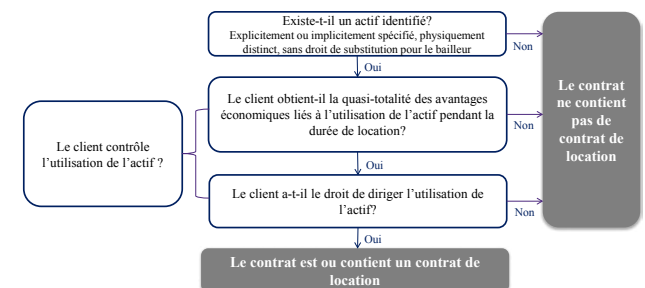 Existe-t-il un actif identifié?
Explicitement ou implicitement spécifié, physiquement
distinct, sans droit de substitution pour le bailleur
Non
Oui
Le client obtient-il la quasi-totalité des avantages
économiques liés à l’utilisation de l’actif pendant la
durée de location?
Non
Le client contrôle
l’utilisation de l’actif ?
Oui
Le client a-t-il le droit de diriger l’utilisation de
l’actif?
Non
Oui
Le contrat
ne contient
pas de
contrat de
location
Le contrat est ou contient un contrat de
location